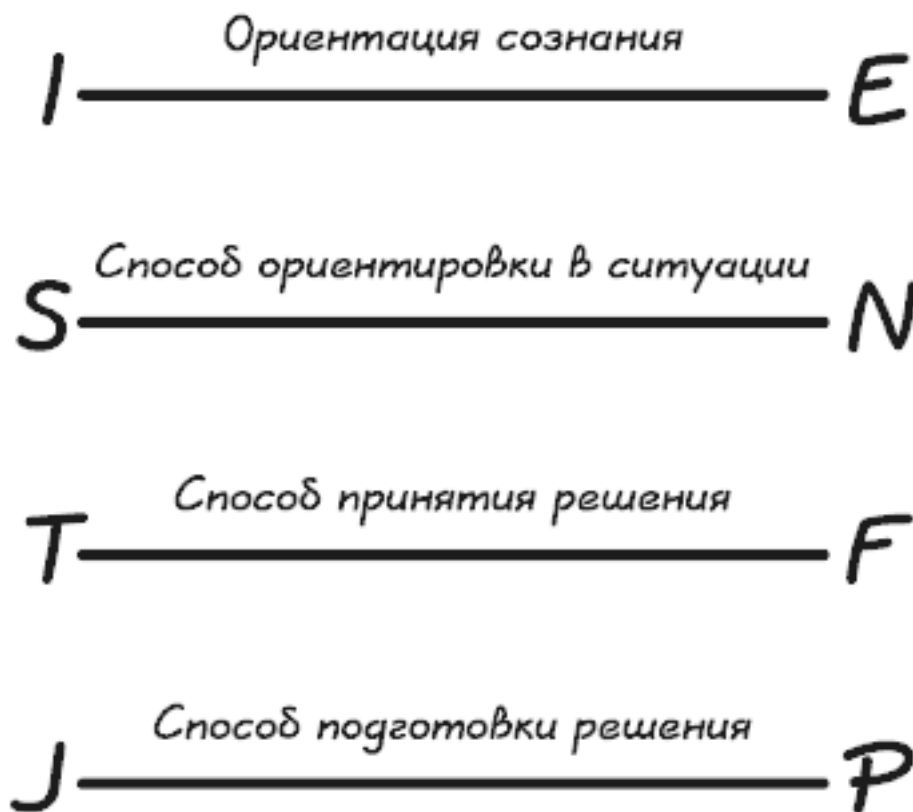 Ориентация сознания
I E
Способ ориентировки в ситуации
S N
Способ принятия решения
T F
Способ подготовки решения
J P